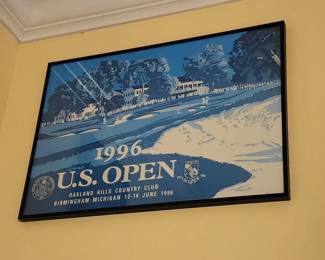 1996
U.S. OPEN
OAKLAND HILLS COUNTRY CLUB
BIRMINGHAM MICHIGAN 13-16 JUNE 1996